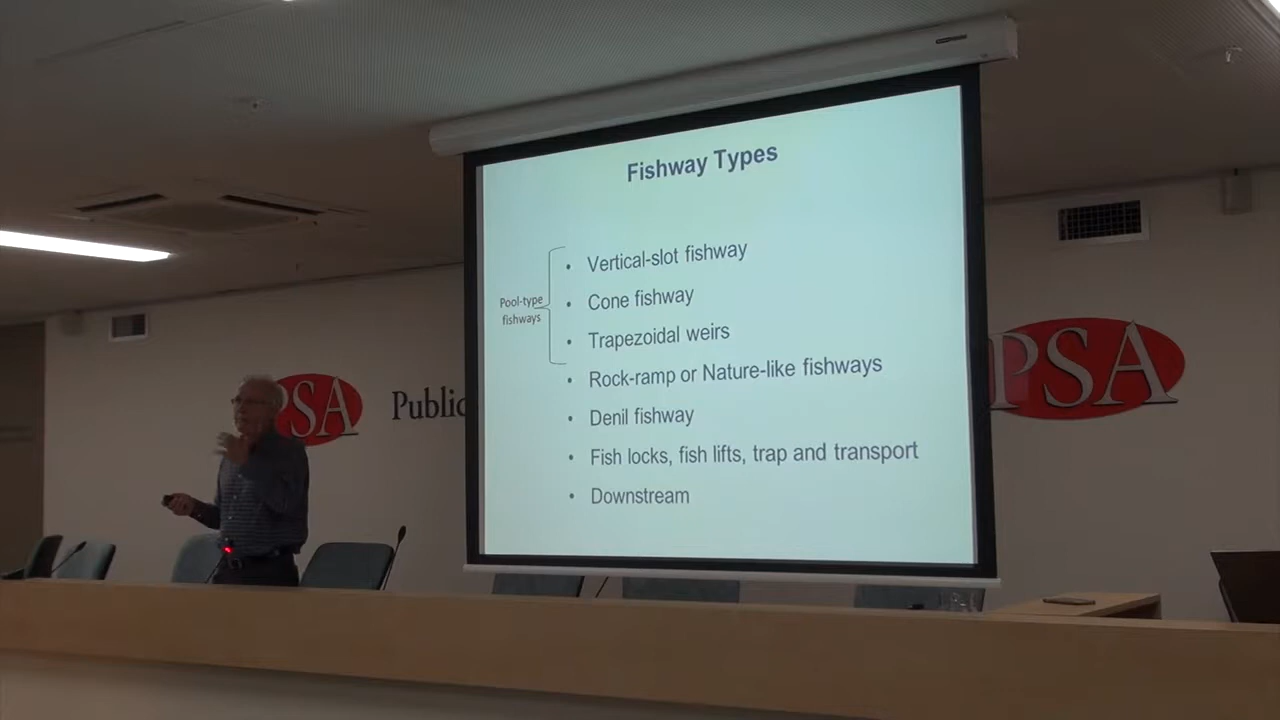 Fishway Types
Pool-type
fishways
• Vertical-slot fishway
• Cone fishway
• Trapezoidal weirs
• Rock-ramp or Nature-like fishways
• Denil fishway
• Fish locks, fish lifts, trap and transport
• Downstream
PSA
Public
PSA